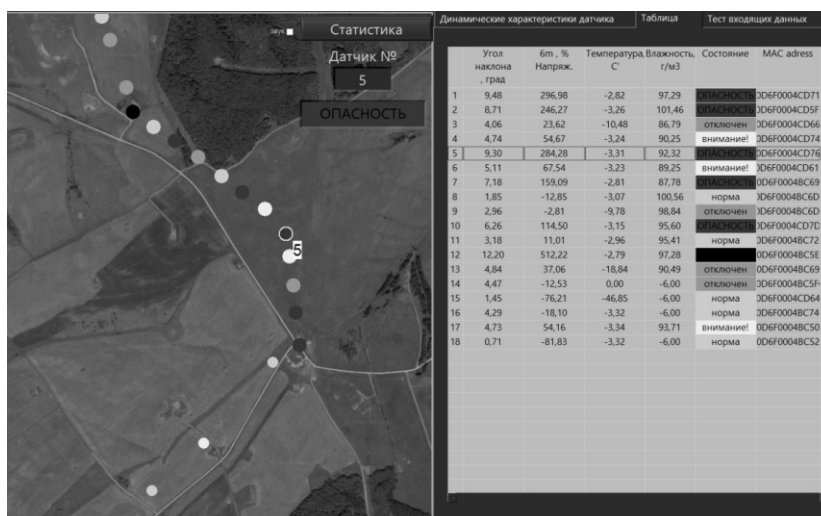 звук
Статистика
Датчик №
5
ОПАСНОСТЬ
5
Динамические характеристики датчика Таблица Тест входящих данных
Угол наклона , град 6m , % Напряж. Температура, C' Влажность, г/м3 Состояние MAC adress
1 9,48 296,98 -2,82 97,29 ОПАСНОСТЬ 0D6F0004CD71
2 8,71 246,27 -3,26 101,46 ОПАСНОСТЬ 0D6F0004CD5F
3 4,06 23,62 -10,48 86,79 отключен 0D6F0004CD66
4 4,74 54,67 -3,24 90,25 внимание! 0D6F0004CD74
5 9,30 284,28 -3,31 92,32 ОПАСНОСТЬ 0D6F0004CD76
6 5,11 67,54 -3,23 89,25 внимание! 0D6F0004CD61
7 7,18 159,09 -2,81 87,78 ОПАСНОСТЬ 0D6F0004BC69
8 1,85 -12,85 -3,07 100,56 норма 0D6F0004BC6D
9 2,96 -2,81 -9,78 98,84 отключен 0D6F0004BC6D
10 6,26 114,50 -3,15 95,60 ОПАСНОСТЬ 0D6F0004CD7D
11 3,18 11,01 -2,96 95,41 норма 0D6F0004BC72
12 12,20 512,22 -2,79 97,28 0D6F0004BC5E
13 4,84 37,06 -18,84 90,49 отключен 0D6F0004BC69
14 4,47 -12,53 0,00 -6,00 отключен 0D6F0004BC5F
15 1,45 -76,21 -46,85 -6,00 норма 0D6F0004CD64
16 4,29 -18,10 -3,32 -6,00 норма 0D6F0004BC74
17 4,73 54,16 -3,34 93,71 внимание! 0D6F0004BC50
18 0,71 -81,83 -3,32 -6,00 норма 0D6F0004BC52